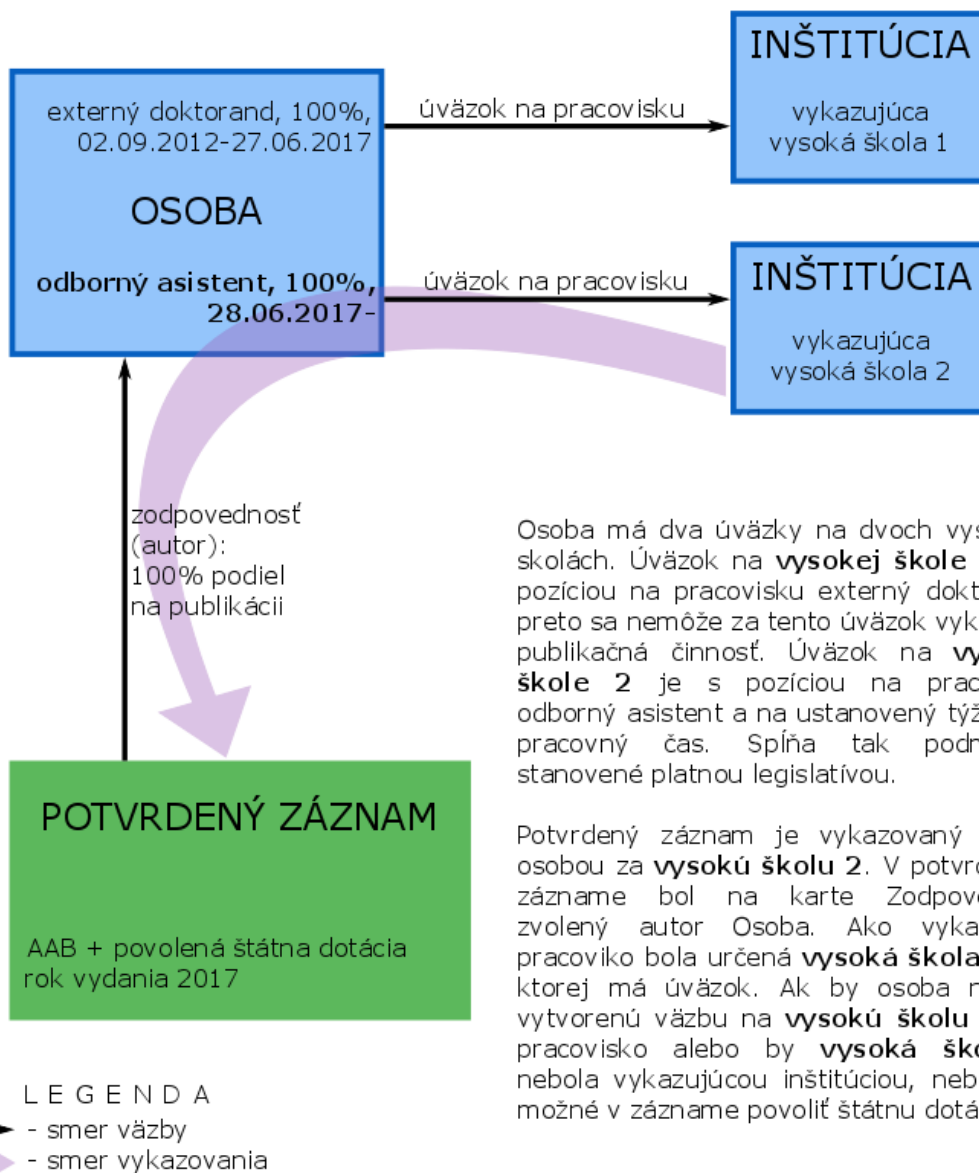 INŠTITÚCIA
vykazujúca
vysoká škola 1
externý doktorand, 100%,
02.09.2012-27.06.2017
úväzok na pracovisku
OSOBA
odborný asistent, 100%,
28.06.2017-
úväzok na pracovisku
INŠTITÚCIA
vykazujúca
vysoká škola 2
zodpovednosť
(autor):
100% podiel
na publikácii
POTVRDENÝ ZÁZNAM
AAB + povolená štátna dotácia
rok vydania 2017
Osoba má dva úväzky na dvoch
skolách. Úväzok na vysokej škole
pozíciou na pracovisku externý
preto sa nemôže za tento úväzok
publikačná činnosť. Úväzok na
škole 2 je s pozíciou na
odborný asistent a na ustanovený
pracovný čas. Spĺňa tak
stanovené platnou legislatívou.
Potvrdený záznam je vykazovaný
osobou za vysokú školu 2. V
zázname bol na karte
zvolený autor Osoba. Ako
pracoviko bola určená vysoká škola
ktorej má úväzok. Ak by osoba
vytvorenú väzbu na vysokú školu
pracovisko alebo by vysoká
nebola vykazujúcou inštitúciou,
možné v zázname povoliť štátnu
LEGENDA
- smer väzby
- smer vykazovania